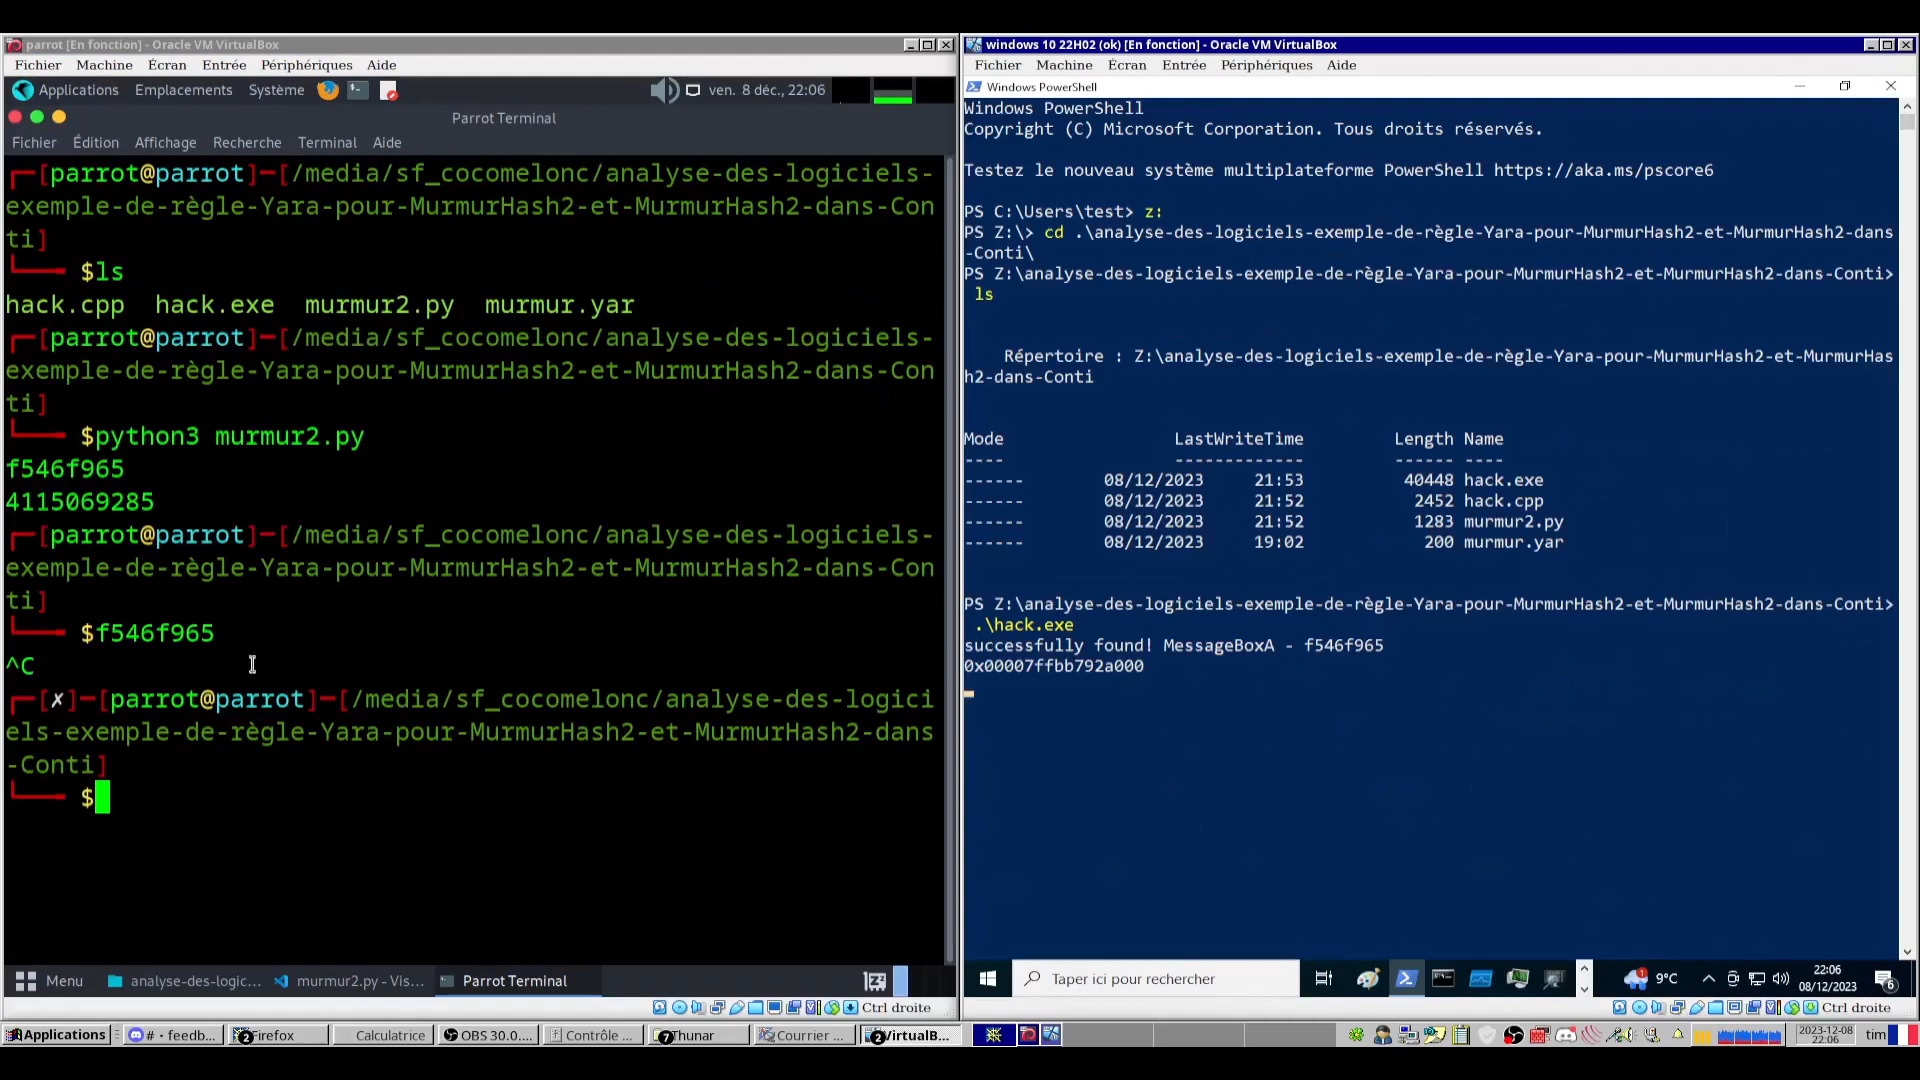 parrot [En fonction] - Oracle VM VirtualBox
Fichier Machine Écran Entrée Périphériques Aide
Applications Emplacements Système ven. 8 déc., 22:06
Parrot Terminal
Fichier Édition Affichage Recherche Terminal Aide
┌─[parrot@parrot]─[/media/sf_cocomelonc/analyse-des-logiciels-
exemple-de-règle-Yara-pour-MurmurHash2-et-MurmurHash2-dans-Con
ti]
└── $ls
hack.cpp hack.exe murmur2.py murmur.yar
┌─[parrot@parrot]─[/media/sf_cocomelonc/analyse-des-logiciels-
exemple-de-règle-Yara-pour-MurmurHash2-et-MurmurHash2-dans-Con
ti]
└── $python3 murmur2.py
f546f965
4115069285
┌─[parrot@parrot]─[/media/sf_cocomelonc/analyse-des-logiciels-
exemple-de-règle-Yara-pour-MurmurHash2-et-MurmurHash2-dans-Con
ti]
└── $f546f965
^C
┌─[✗]─[parrot@parrot]─[/media/sf_cocomelonc/analyse-des-logici
els-exemple-de-règle-Yara-pour-MurmurHash2-et-MurmurHash2-dans
-Conti]
└── $
Menu analyse-des-logic... murmur2.py - Vis... Parrot Terminal
Ctrl droite
windows 10 22H02 (ok) [En fonction] - Oracle VM VirtualBox
Fichier Machine Écran Entrée Périphériques Aide
Windows PowerShell
Windows PowerShell
Copyright (C) Microsoft Corporation. Tous droits réservés.
Testez le nouveau système multiplateforme PowerShell https://aka.ms/pscore6
PS C:\Users\test> z:
PS Z:\> cd .\analyse-des-logiciels-exemple-de-règle-Yara-pour-MurmurHash2-et-MurmurHash2-dans
-Conti\
PS Z:\analyse-des-logiciels-exemple-de-règle-Yara-pour-MurmurHash2-et-MurmurHash2-dans-Conti>
ls
Répertoire : Z:\analyse-des-logiciels-exemple-de-règle-Yara-pour-MurmurHash2-et-MurmurHas
h2-dans-Conti
Mode LastWriteTime Length Name
---- ------------- ------ ----
------ 08/12/2023 21:53 40448 hack.exe
------ 08/12/2023 21:52 2452 hack.cpp
------ 08/12/2023 21:52 1283 murmur2.py
------ 08/12/2023 19:02 200 murmur.yar
PS Z:\analyse-des-logiciels-exemple-de-règle-Yara-pour-MurmurHash2-et-MurmurHash2-dans-Conti>
.\hack.exe
successfully found! MessageBoxA - f546f965
0x00007ffbb792a000
Taper ici pour rechercher 9°C 22:06
08/12/2023 6
Ctrl droite
Applications # - feedb... 2 Firefox Calculatrice OBS 30.0.... Contrôle ... 7 Thunar Courrier ... 2 VirtualB... 2023-12-08
22:06 tim